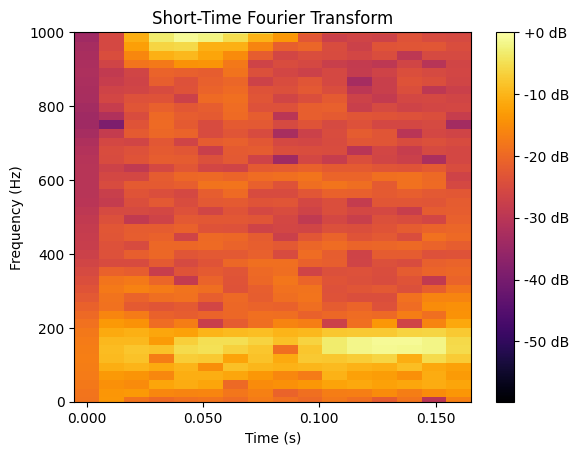 Short-Time Fourier Transform
1000
800
600
400
200
0
Frequency (Hz)
0.000
0.050
0.100
0.150
Time (s)
+0 dB
-10 dB
-20 dB
-30 dB
-40 dB
-50 dB